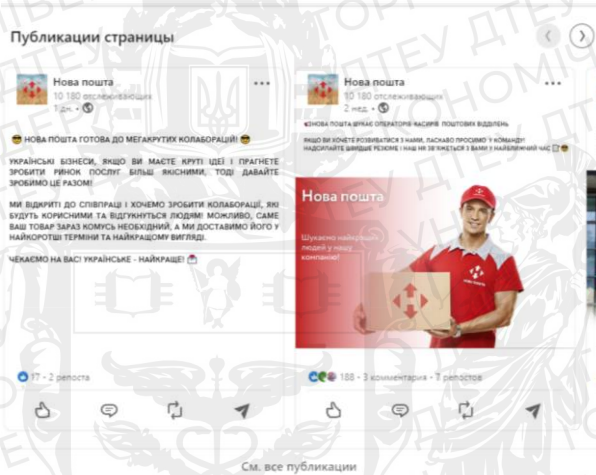 Публикации страницы
Нова пошта
10 180 отслеживающих
1 дн. •
😎 НОВА ПОШТА ГОТОВА ДО МЕГАКРУТИХ КОЛАБОРАЦІЙ! 😎
УКРАЇНСЬКІ БІЗНЕСИ, ЯКЩО ВИ МАЄТЕ КРУТІ ІДЕЇ І ПРАГНЕТЕ
ЗРОБИТИ РИНОК ПОСЛУГ БІЛЬШ ЯКІСНИМИ, ТОДІ ДАВАЙТЕ
ЗРОБИМО ЦЕ РАЗОМ!
МИ ВІДКРИТІ ДО СПІВПРАЦІ І ХОЧЕМО ЗРОБИТИ КОЛАБОРАЦІЇ, ЯКІ
БУДУТЬ КОРИСНИМИ ТА ВІДГУКНУТЬСЯ ЛЮДЯМ! МОЖЛИВО, САМЕ
ВАШ ТОВАР ЗАРАЗ КОМУСЬ НЕОБХІДНИЙ, А МИ ДОСТАВИМО ЙОГО У
НАЙКОРОТШІ ТЕРМІНИ ТА НАЙКРАЩОМУ ВИГЛЯДІ.
ЧЕКАЄМО НА ВАС! УКРАЇНСЬКЕ - НАЙКРАЩЕ!
17 - 2 репоста
Нова пошта
10 180 отслеживающих
2 нед. •
НОВА ПОШТА ШУКАЄ ОПЕРАТОРІВ-КАСИРІВ ПОШТОВИХ ВІДДІЛЕНЬ
ЯКЩО ВИ ХОЧЕТЕ РОЗВИВАТИСЯ З НАМИ, ЛАСКАВО ПРОСИМО У КОМАНДУ!
НАДСИЛАЙТЕ ШВИДШЕ РЕЗЮМЕ І НАШ HR ЗВ'ЯЖЕТЬСЯ З ВАМИ У НАЙБЛИЖЧИЙ ЧАС
Нова пошта
Шукаємо найкращих
людей у нашу
компанію!
НОВА ПОШТА
188 - 3 комментария - 7 репостов
См. все публикации